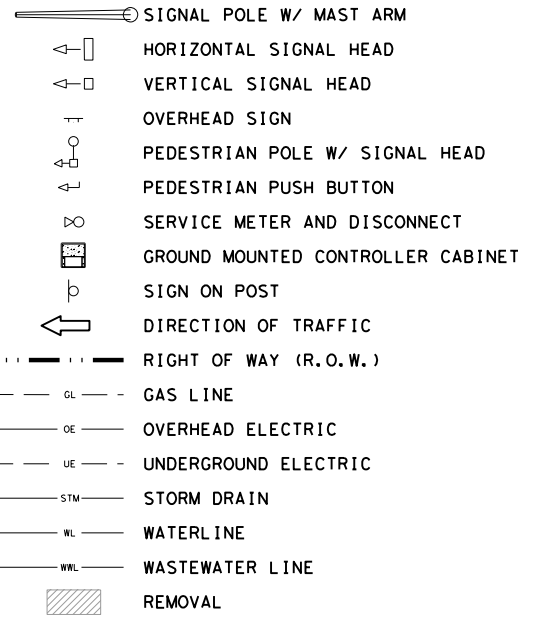 SIGNAL POLE W/ MAST ARM
HORIZONTAL SIGNAL HEAD
VERTICAL SIGNAL HEAD
OVERHEAD SIGN
PEDESTRIAN POLE W/ SIGNAL HEAD
PEDESTRIAN PUSH BUTTON
SERVICE METER AND DISCONNECT
GROUND MOUNTED CONTROLLER CABINET
SIGN ON POST
DIRECTION OF TRAFFIC
RIGHT OF WAY (R.O.W.)
GL GAS LINE
OE OVERHEAD ELECTRIC
UE UNDERGROUND ELECTRIC
STM STORM DRAIN
WL WATERLINE
WWL WASTEWATER LINE
REMOVAL